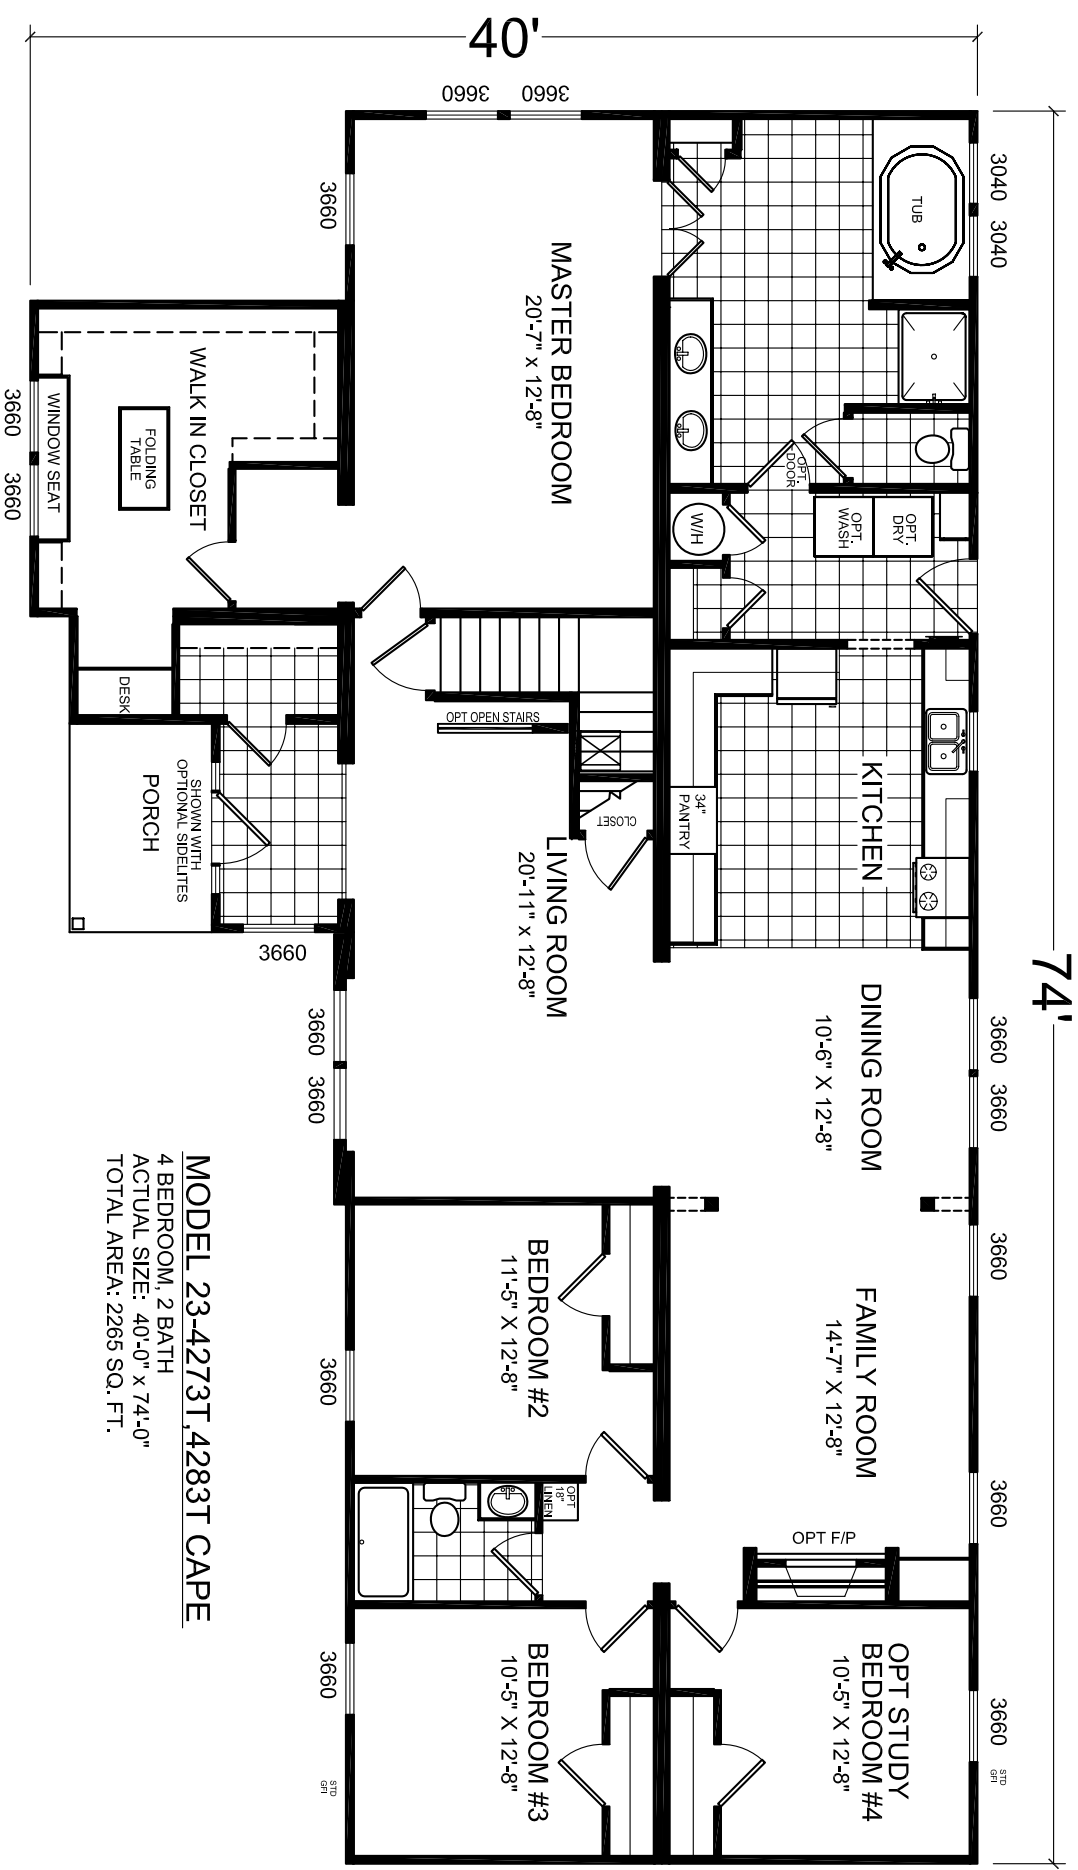 40'
74'
3660
3660
3660
3040
3040
TUB
MASTER BEDROOM
20'-7" x 12'-8"
WALK IN CLOSET
FOLDING
TABLE
WINDOW SEAT
3660
3660
OPT
DOOR
W/H
OPT.
WASH
OPT.
DRY
DESK
OPT OPEN STAIRS
CLOSET
34"
PANTRY
KITCHEN
SHOWN WITH
OPTIONAL SIDELITES
PORCH
3660
LIVING ROOM
20'-11" x 12'-8"
3660
3660
DINING ROOM
10'-6" X 12'-8"
3660
3660
FAMILY ROOM
14'-7" X 12'-8"
3660
3660
OPT F/P
BEDROOM #2
11'-5" X 12'-8"
3660
OPT
18"
LINEN
BEDROOM #3
10'-5" X 12'-8"
3660
STD
GFI
OPT STUDY
BEDROOM #4
10'-5" X 12'-8"
3660
STD
GFI
MODEL 23-4273T,4283T CAPE
4 BEDROOM, 2 BATH
ACTUAL SIZE: 40'-0" x 74'-0"
TOTAL AREA: 2265 SQ. FT.